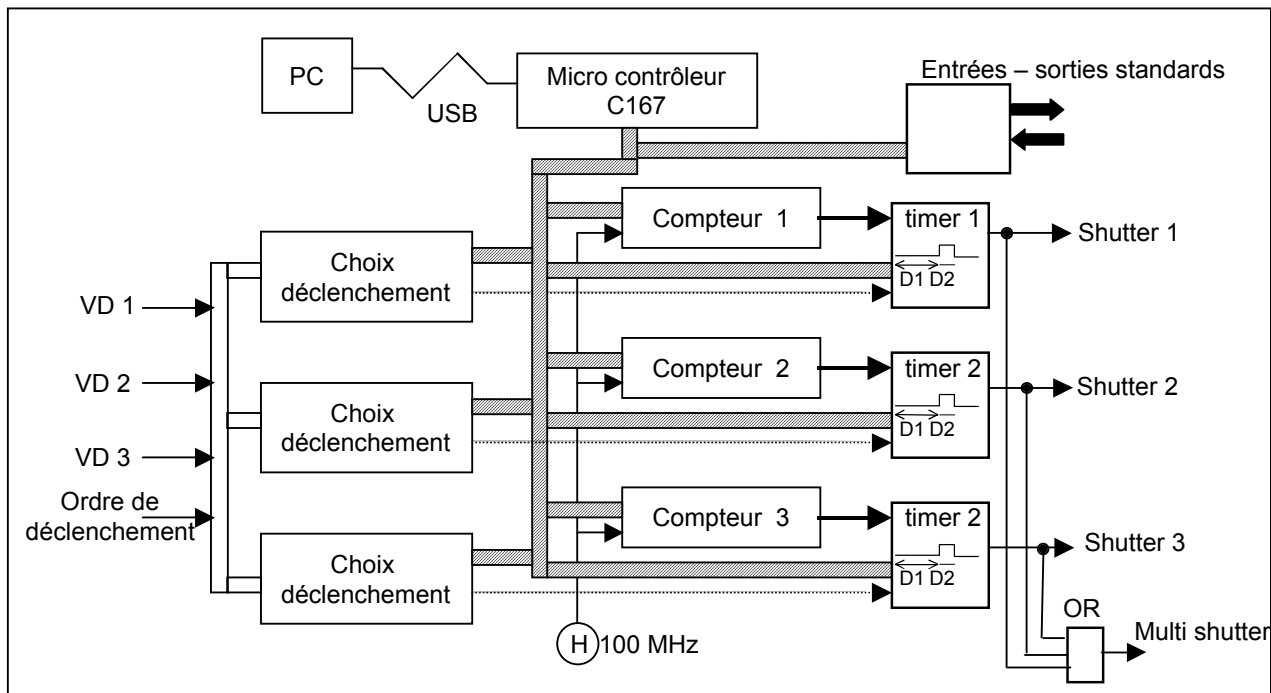 PC
USB
Micro contrôleur
C167
Entrées – sorties standards
Compteur 1
timer 1
D1 D2
Shutter 1
Choix
déclenchement
VD 1
Compteur 2
timer 2
D1 D2
Shutter 2
VD 2
Choix
déclenchement
VD 3
Ordre de
déclenchement
Compteur 3
timer 2
D1 D2
Shutter 3
Choix
déclenchement
H 100 MHz
OR
Multi shutter